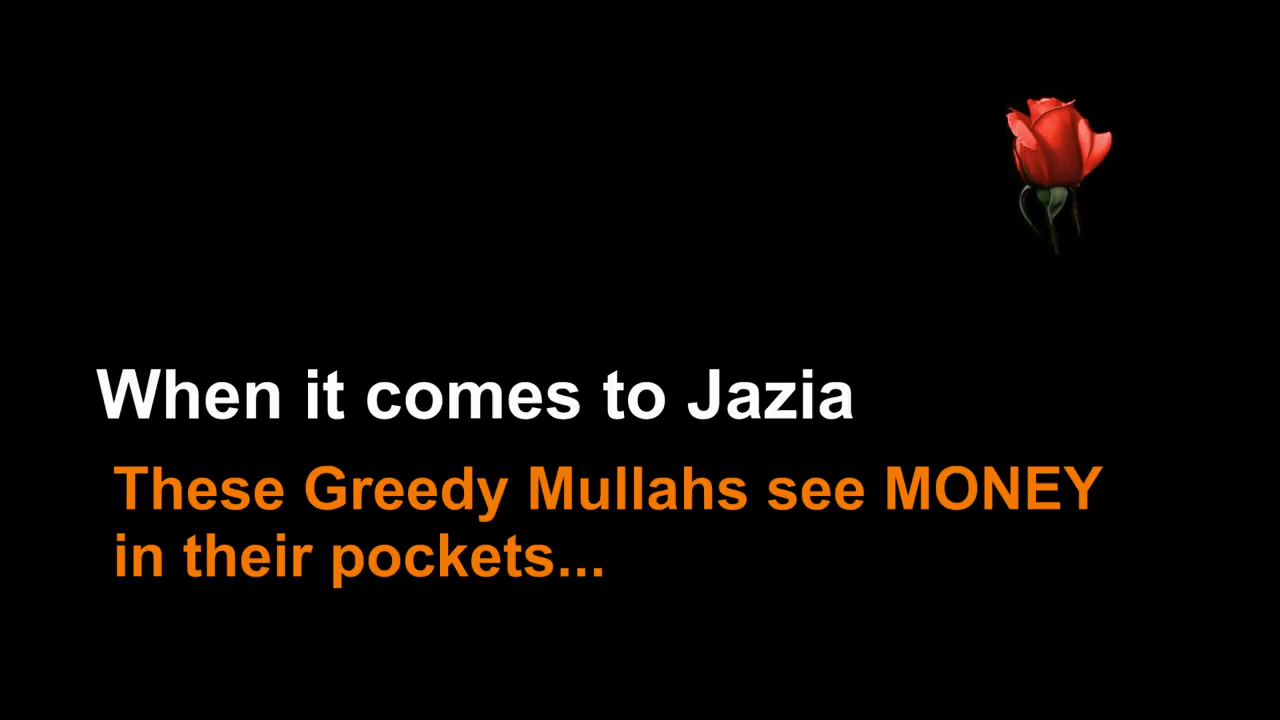 When it comes to Jazia
These Greedy Mullahs see MONEY
in their pockets...